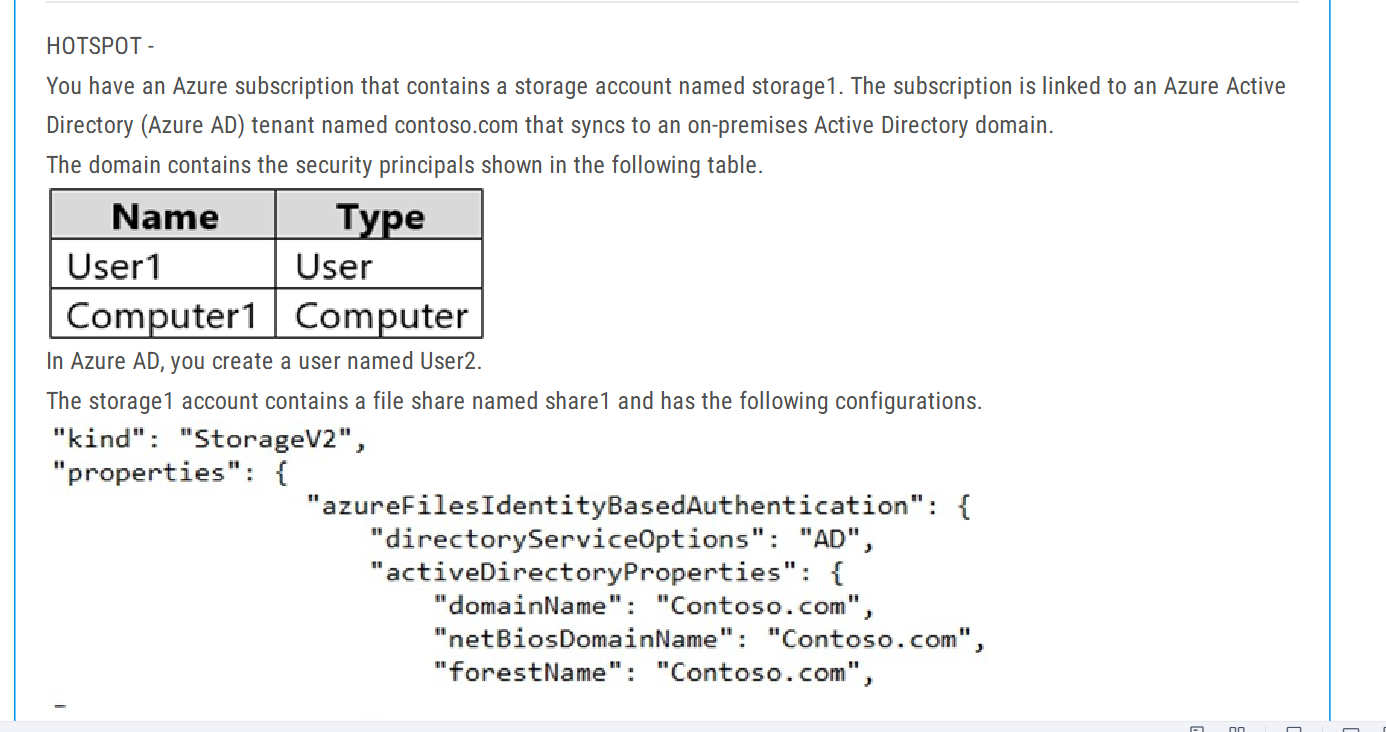 HOTSPOT -
You have an Azure subscription that contains a storage account named storage1. The subscription is linked to an Azure Active
Directory (Azure AD) tenant named contoso.com that syncs to an on-premises Active Directory domain.
The domain contains the security principals shown in the following table.
Name Type
User1 User
Computer1 Computer
In Azure AD, you create a user named User2.
The storage1 account contains a file share named share1 and has the following configurations.
"kind": "StorageV2",
"properties": {
"azureFilesIdentityBasedAuthentication": {
"directoryServiceOptions": "AD",
"activeDirectoryProperties": {
"domainName": "Contoso.com",
"netBiosDomainName": "Contoso.com",
"forestName": "Contoso.com",